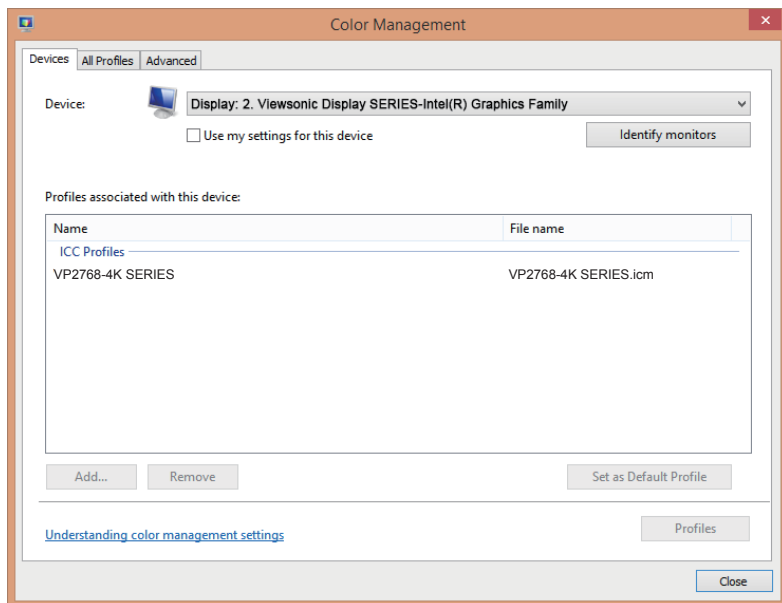 Color Management
Devices All Profiles Advanced
Device: Display: 2. Viewsonic Display SERIES-Intel(R) Graphics Family
Use my settings for this device Identify monitors
Profiles associated with this device:
Name File name
ICC Profiles
VP2768-4K SERIES VP2768-4K SERIES.icm
Add... Remove Set as Default Profile
Understanding color management settings Profiles
Close